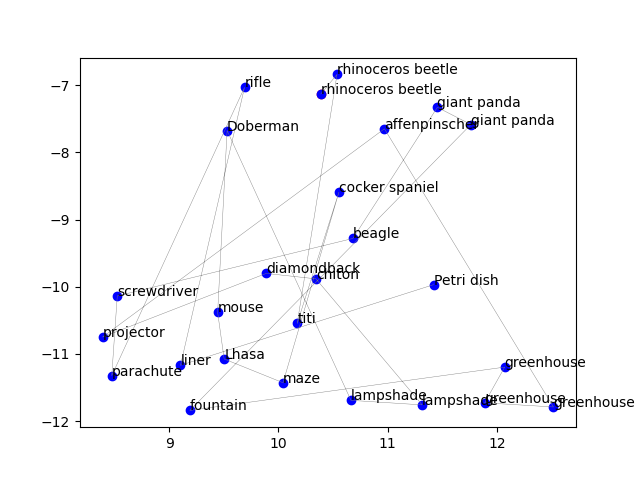 rhinoceros beetle
rifle
rhinoceros beetle
giant panda
Doberman
affenpinscher
giant panda
cocker spaniel
beagle
diamondback
chiton
Petri dish
screwdriver
mouse
titi
projector
Lhasa
liner
greenhouse
parachute
maze
lampshade
lampshade
greenhouse
greenhouse
fountain
−7
−8
−9
−10
−11
−12
9
10
11
12